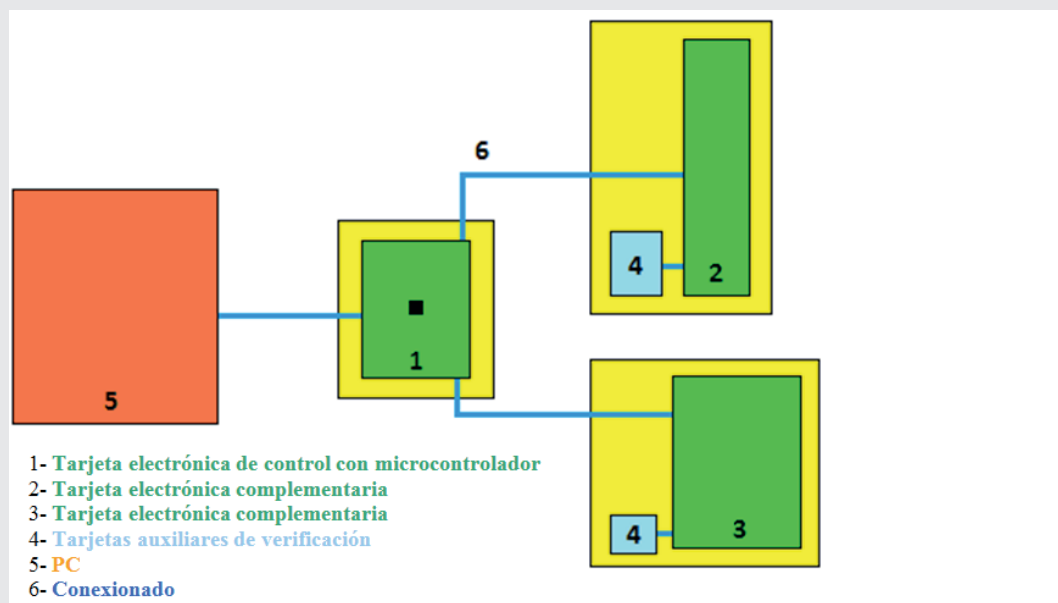 6
4
2
1
5
4
3
1- Tarjeta electrónica de control con microcontrolador
2- Tarjeta electrónica complementaria
3- Tarjeta electrónica complementaria
4- Tarjetas auxiliares de verificación
5- PC
6- Conexionado